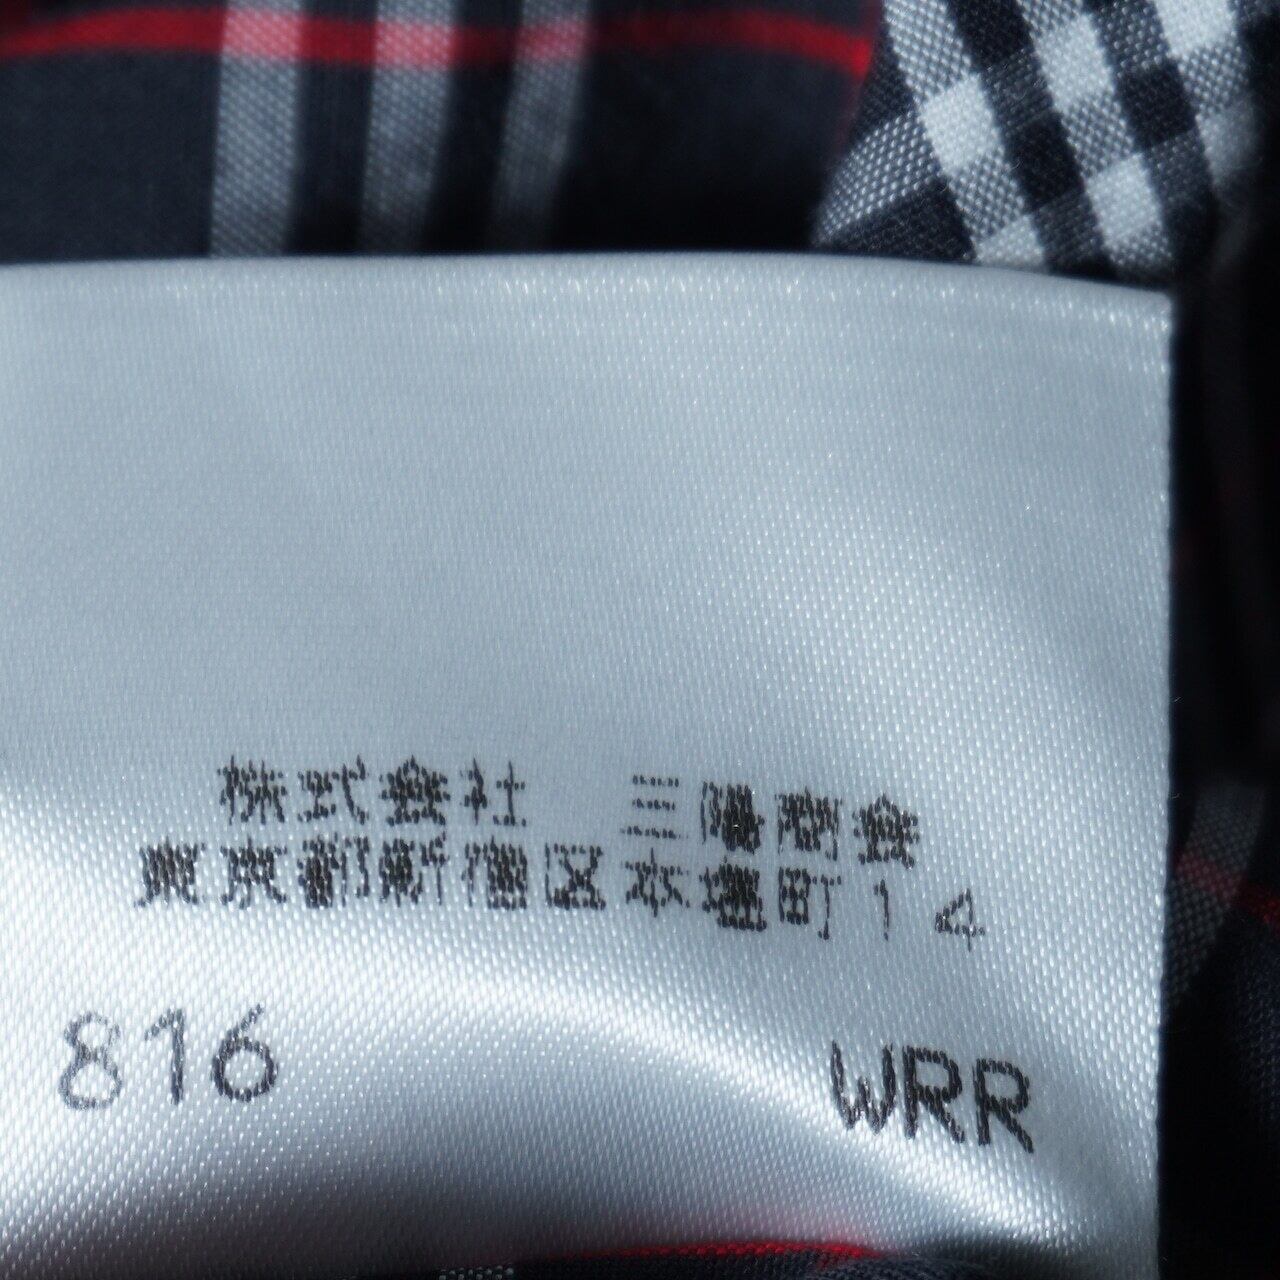 株式会社 三陽商会
東京都新宿区本塩町14
816 WRR